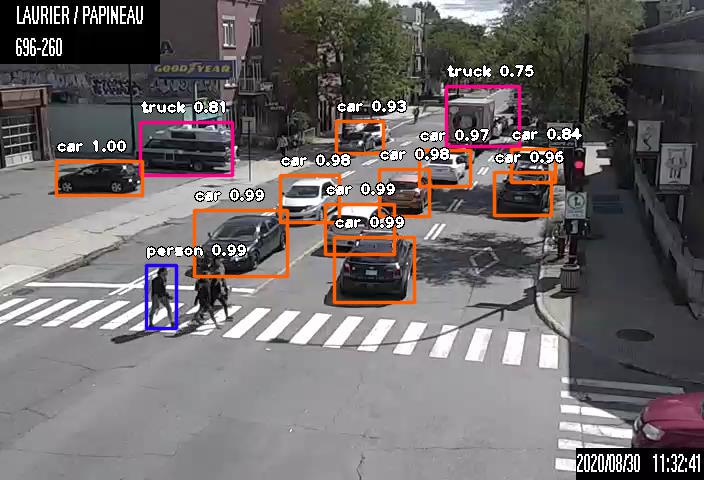 LAURIER / PAPINEAU
696-260
GOODYEAR
truck 0.75
truck 0.81
car 0.93
car 0.97
car 0.84
car 1.00
car 0.98
car 0.98
car 0.96
car 0.99
car 0.99
car 0.99
person 0.99
2020/08/30 11:32:41